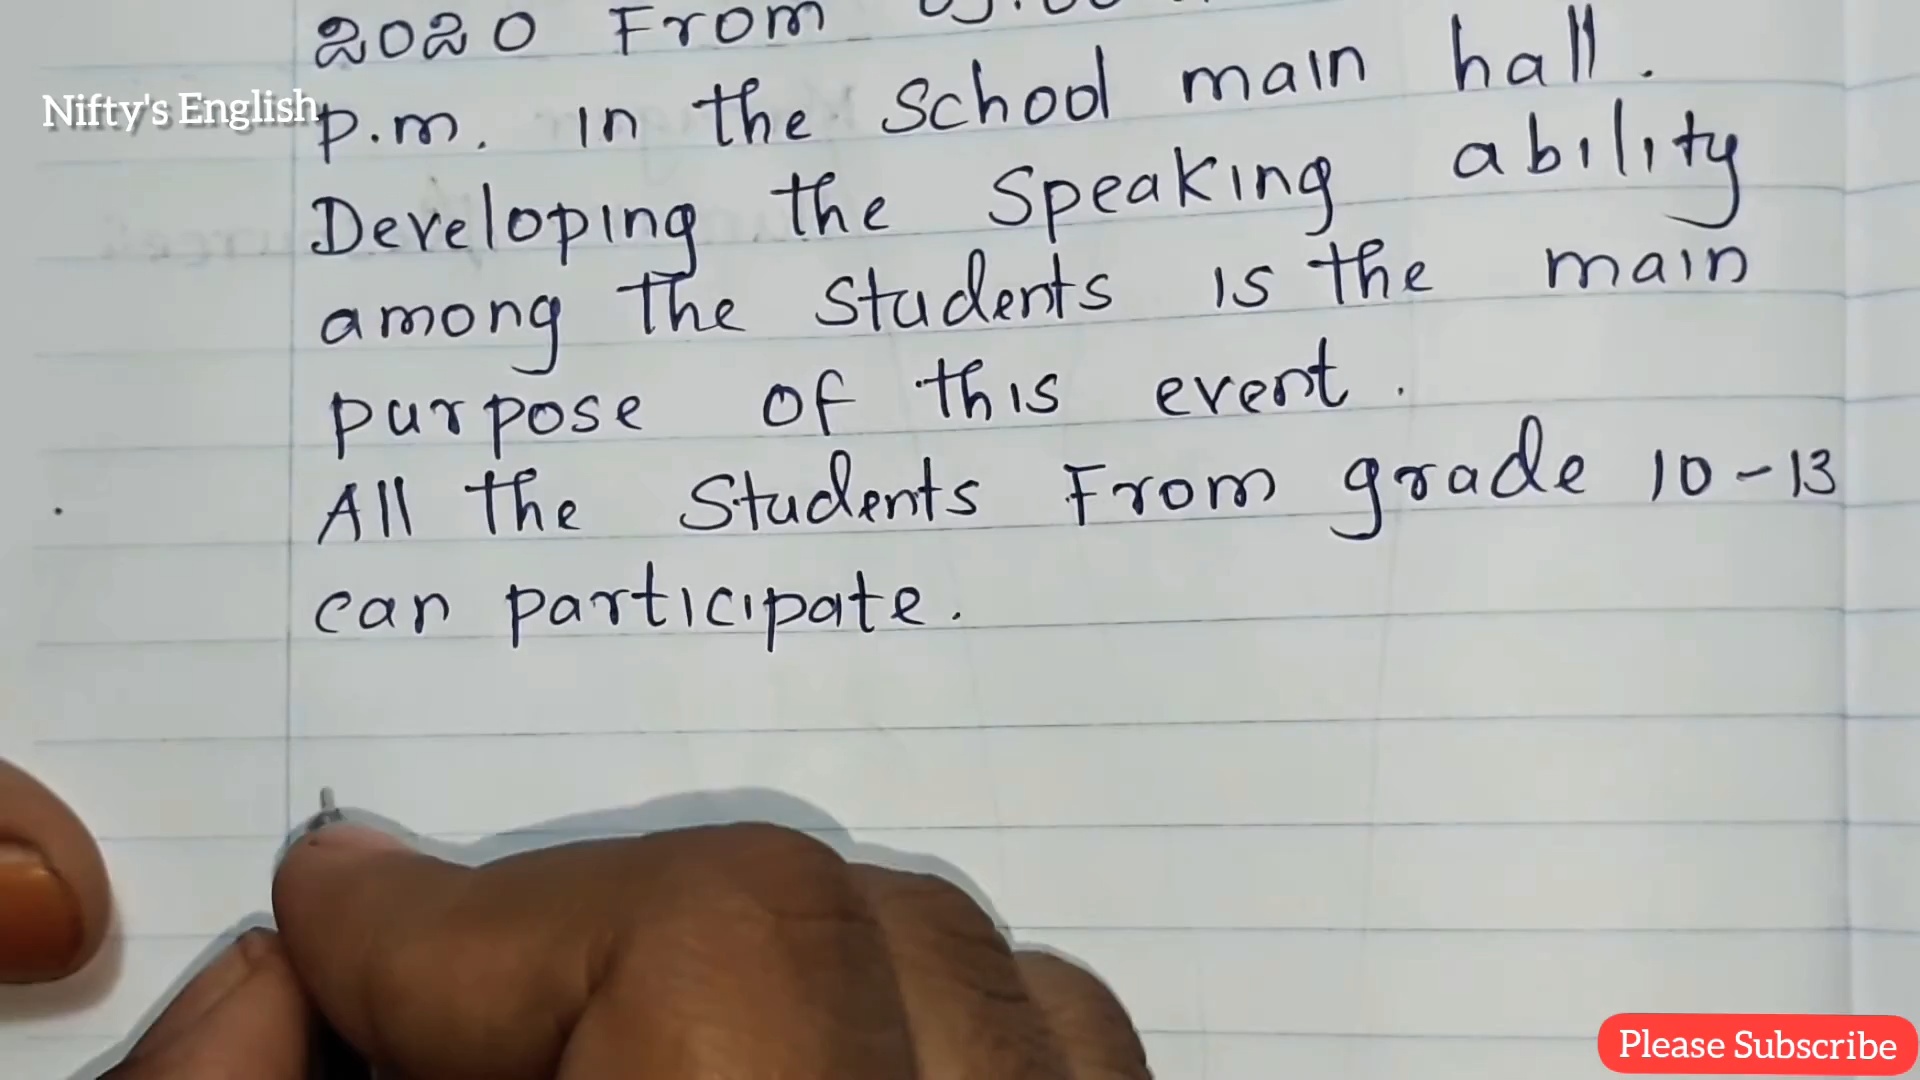 2020 From
p.m. in the School main hall.
Developing the Speaking ability
among the Students is the main
purpose of this event.
All the Students From grade 10-13
can participate.
Nifty's English
Please Subscribe